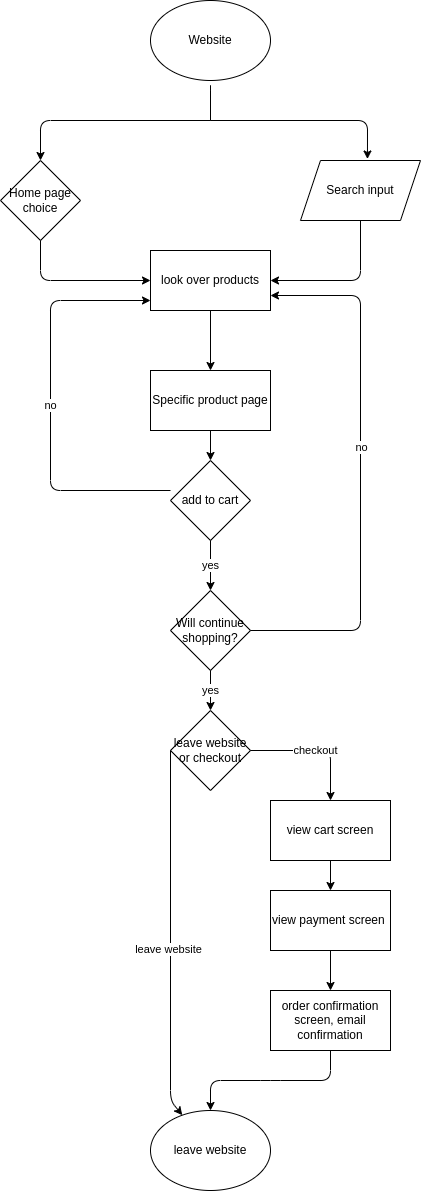 Website
Home page
choice
Search input
look over products
Specific product page
no
no
add to cart
yes
Will continue
shopping?
yes
leave website
or checkout
checkout
view cart screen
view payment screen
leave website
order confirmation
screen, email
confirmation
leave website